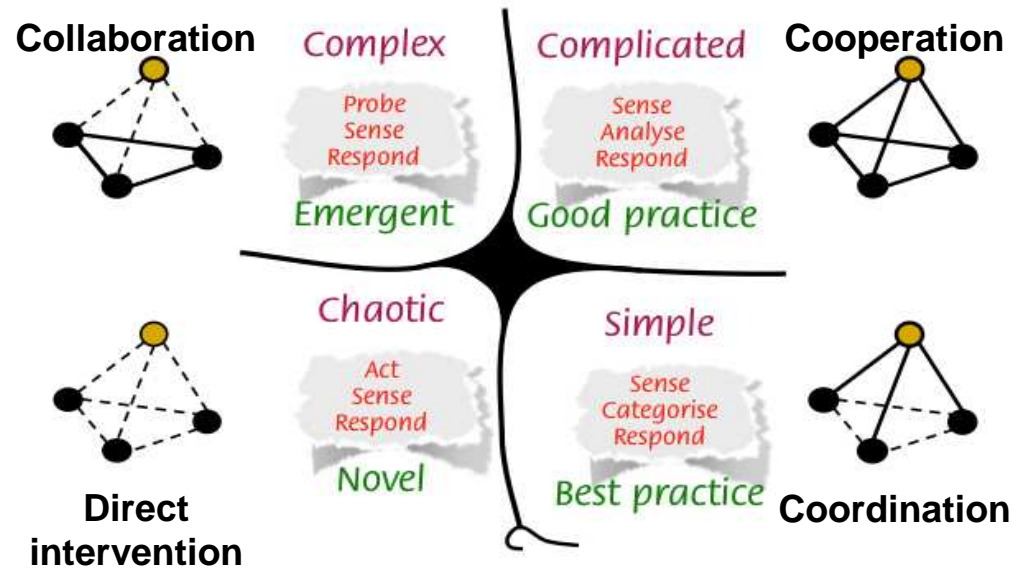 Collaboration
Complex
Probe
Sense
Respond
Emergent
Complicated
Sense
Analyse
Respond
Good practice
Cooperation
Chaotic
Act
Sense
Respond
Novel
Direct
intervention
Simple
Sense
Categorise
Respond
Best practice
Coordination